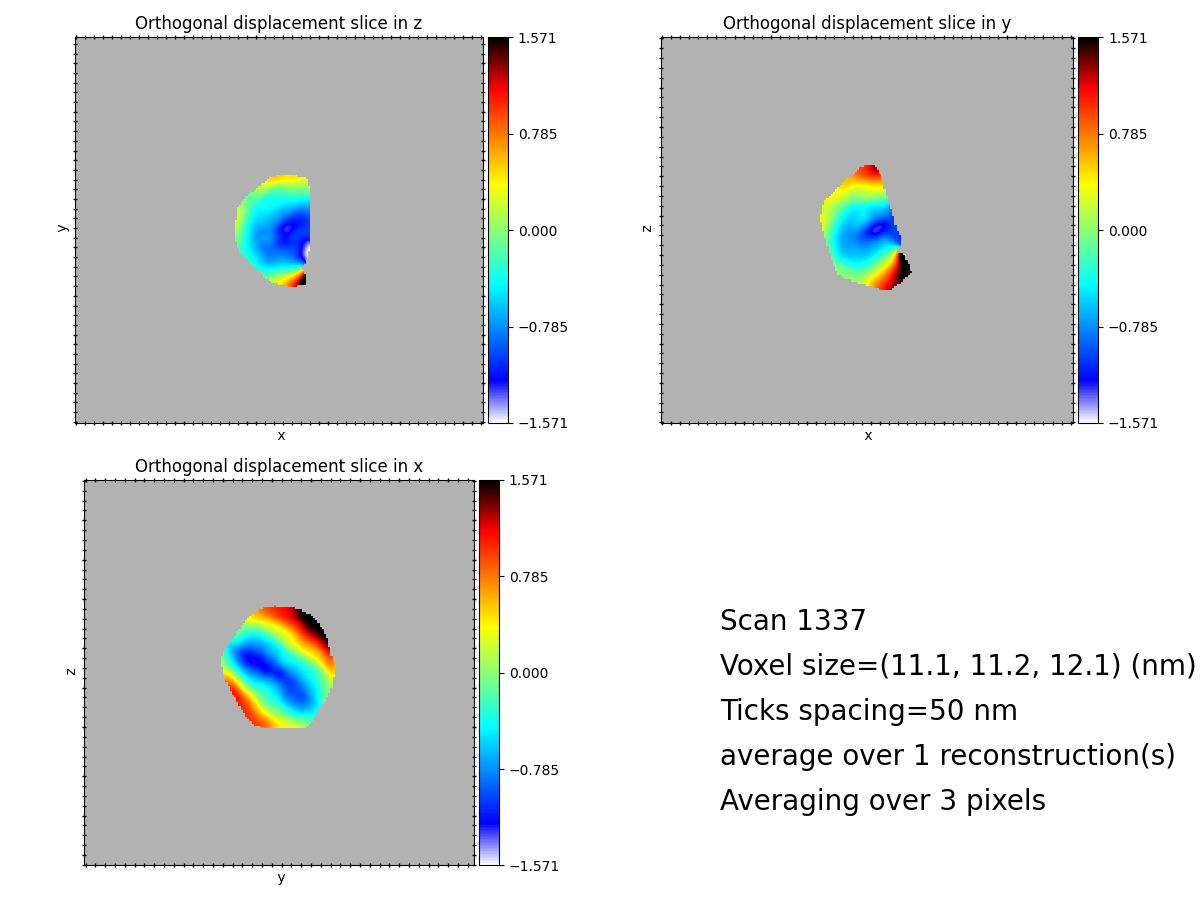 Orthogonal displacement slice in z
1.571
0.785
0.000
−0.785
−1.571
y
x
Orthogonal displacement slice in y
1.571
0.785
0.000
−0.785
−1.571
z
x
Orthogonal displacement slice in x
1.571
0.785
0.000
−0.785
−1.571
z
y
Scan 1337
Voxel size=(11.1, 11.2, 12.1) (nm)
Ticks spacing=50 nm
average over 1 reconstruction(s)
Averaging over 3 pixels